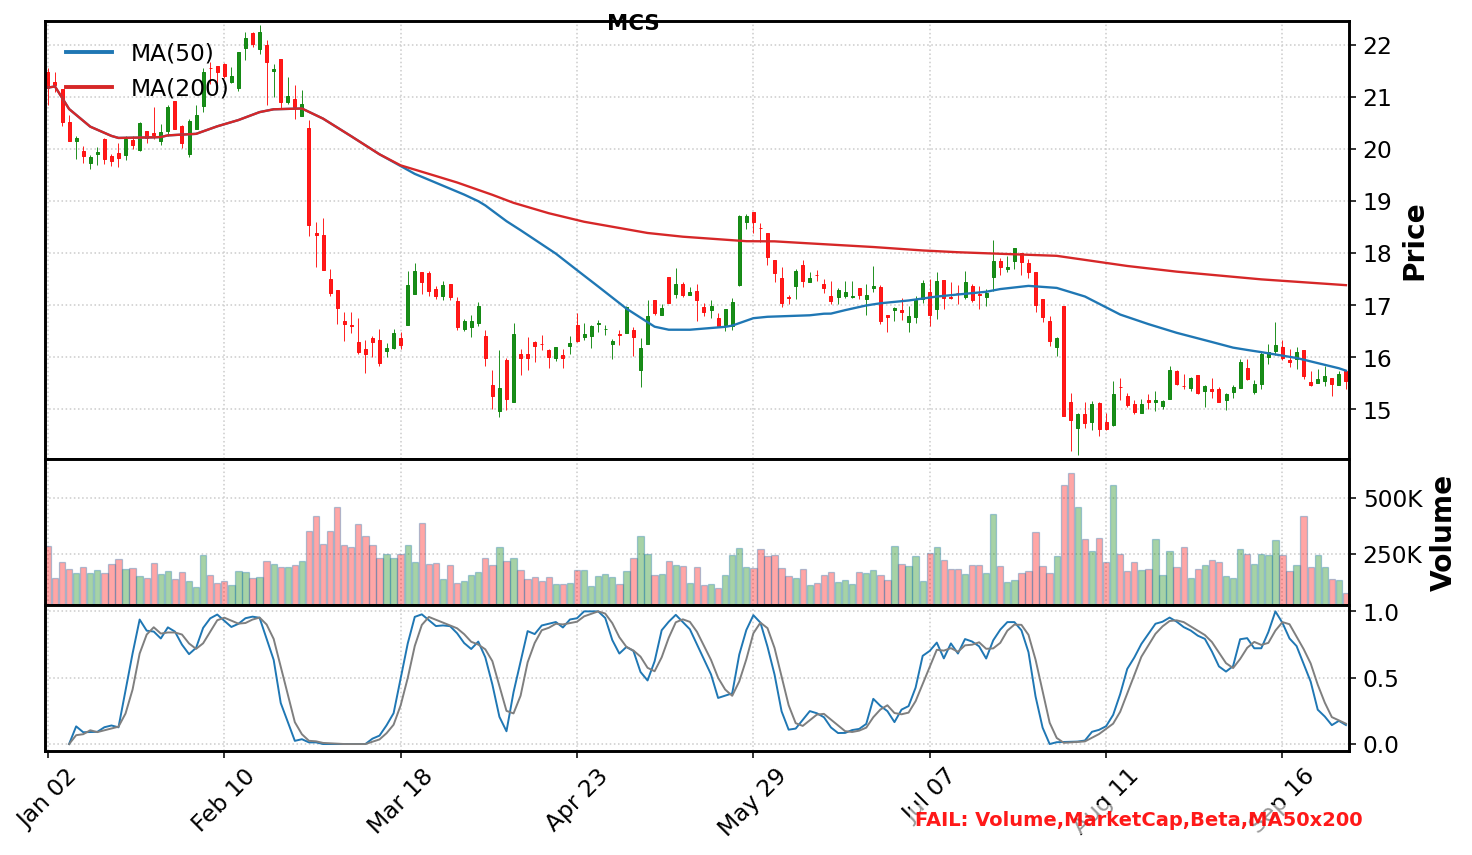 MCS
MA(50)
MA(200)
22
21
20
19
18
17
16
15
Price
500K
250K
Volume
1.0
0.5
0.0
Jan 02
Feb 10
Mar 18
Apr 23
May 29
Jul 07
Aug 11
Sep 16
FAIL: Volume,MarketCap,Beta,MA50x200